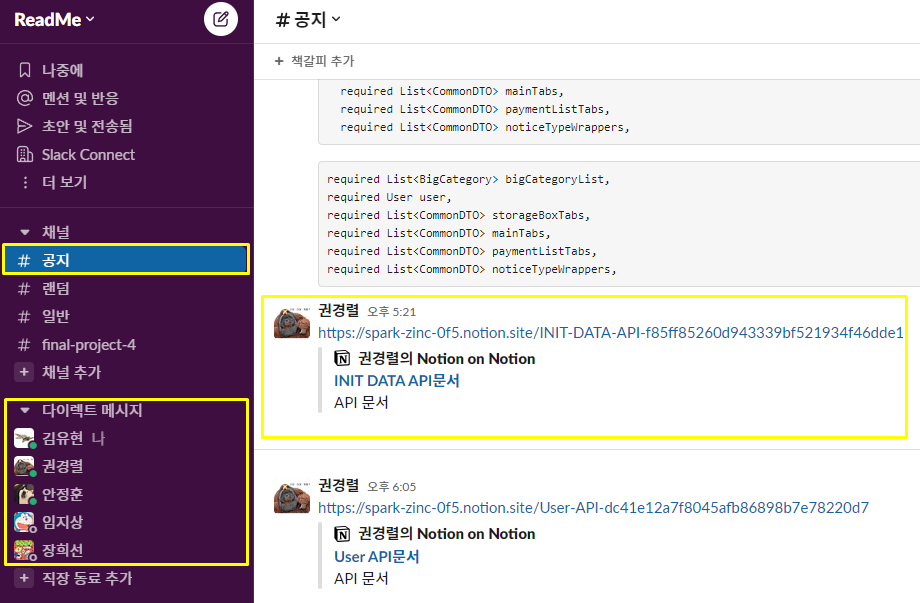 ReadMe
나중에
멘션 및 반응
초안 및 전송됨
Slack Connect
더 보기
채널
# 공지
# 랜덤
# 일반
# final-project-4
+ 채널 추가
다이렉트 메시지
김유현 나
권경렬
안정훈
임지상
장희선
+ 직장 동료 추가
# 공지
+ 책갈피 추가
required List<CommonDTO> mainTabs,
required List<CommonDTO> paymentListTabs,
required List<CommonDTO> noticeTypeWrappers,
required List<BigCategory> bigCategoryList,
required User user,
required List<CommonDTO> storageBoxTabs,
required List<CommonDTO> mainTabs,
required List<CommonDTO> paymentListTabs,
required List<CommonDTO> noticeTypeWrappers,
권경렬 오후 5:21
https://spark-zinc-0f5.notion.site/INIT-DATA-API-f85ff85260d943339bf521934f46dde1
권경렬의 Notion on Notion
INIT DATA API문서
API 문서
권경렬 오후 6:05
https://spark-zinc-0f5.notion.site/User-API-dc41e12a7f8045afb86898b7e78220d7
권경렬의 Notion on Notion
User API문서
API 문서